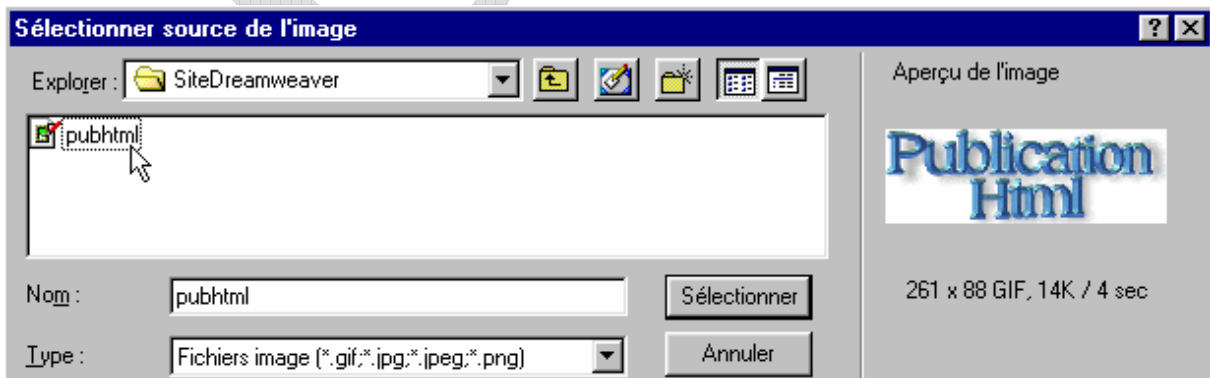 Sélectionner source de l'image
Explorer : SiteDreamweaver
pubhtml
Nom : pubhtml
Sélectionner
Type : Fichiers image (*.gif;*.jpg;*.jpeg;*.png)
Annuler
Aperçu de l'image
Publication
Html
261 x 88 GIF, 14K / 4 sec